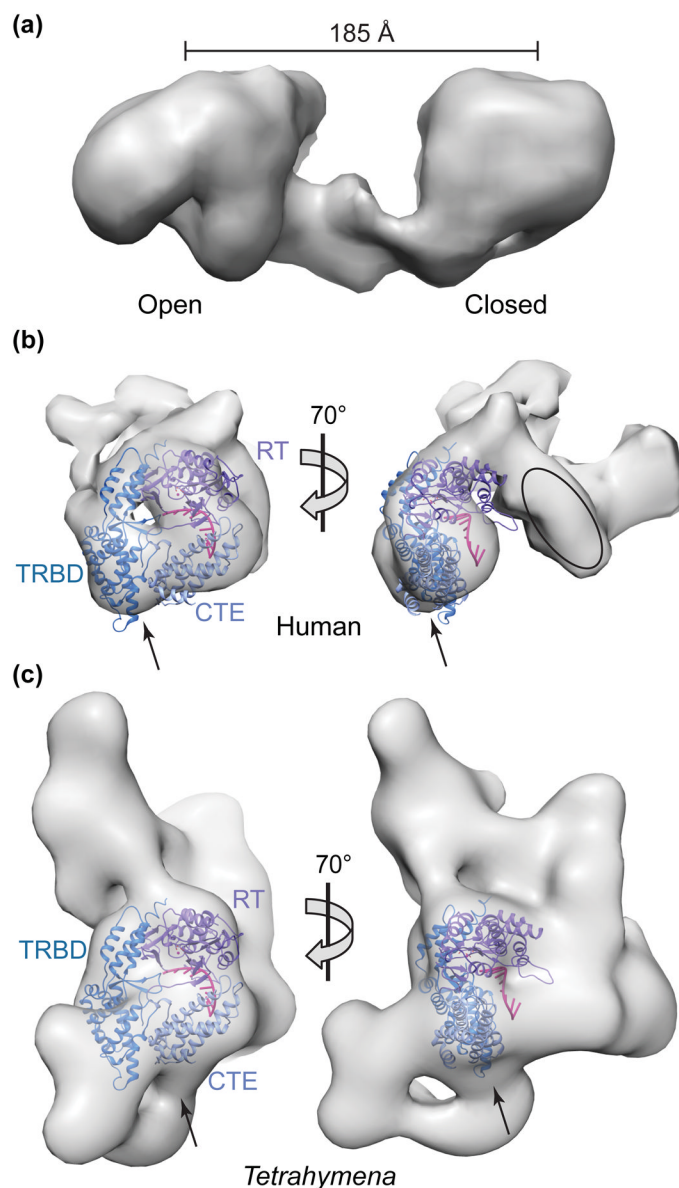 (a)
185 Å
Open Closed
(b)
70°
RT
TRBD
CTE
Human
(c)
70°
RT
TRBD
CTE
Tetrahymena